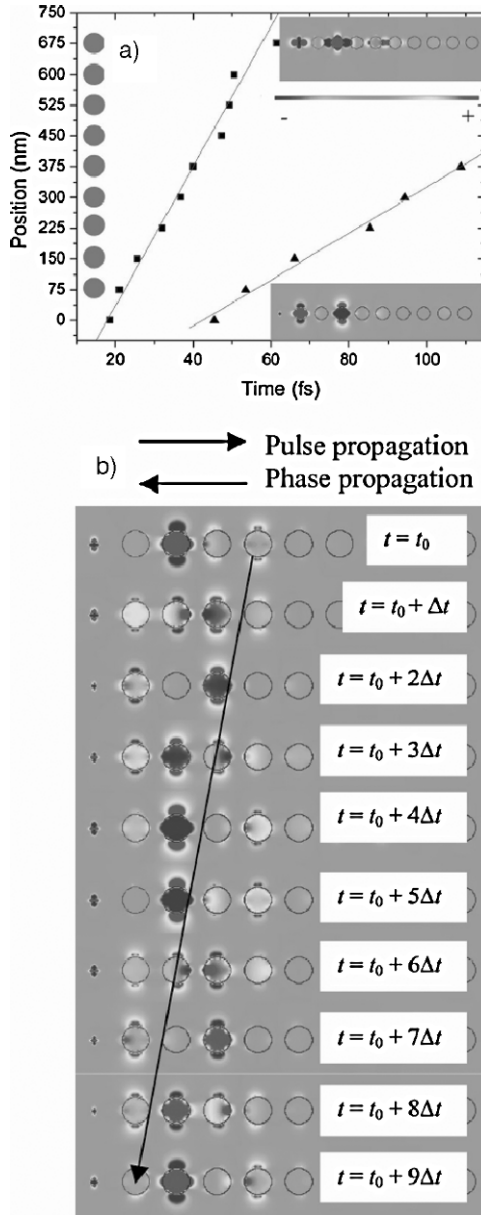 a)
Position (nm)
750
675
600
525
450
375
300
225
150
75
0
-
+
20 40 60 80 100
Time (fs)
b)
Pulse propagation
Phase propagation
t = t0
t = t0 + Δt
t = t0 + 2Δt
t = t0 + 3Δt
t = t0 + 4Δt
t = t0 + 5Δt
t = t0 + 6Δt
t = t0 + 7Δt
t = t0 + 8Δt
t = t0 + 9Δt